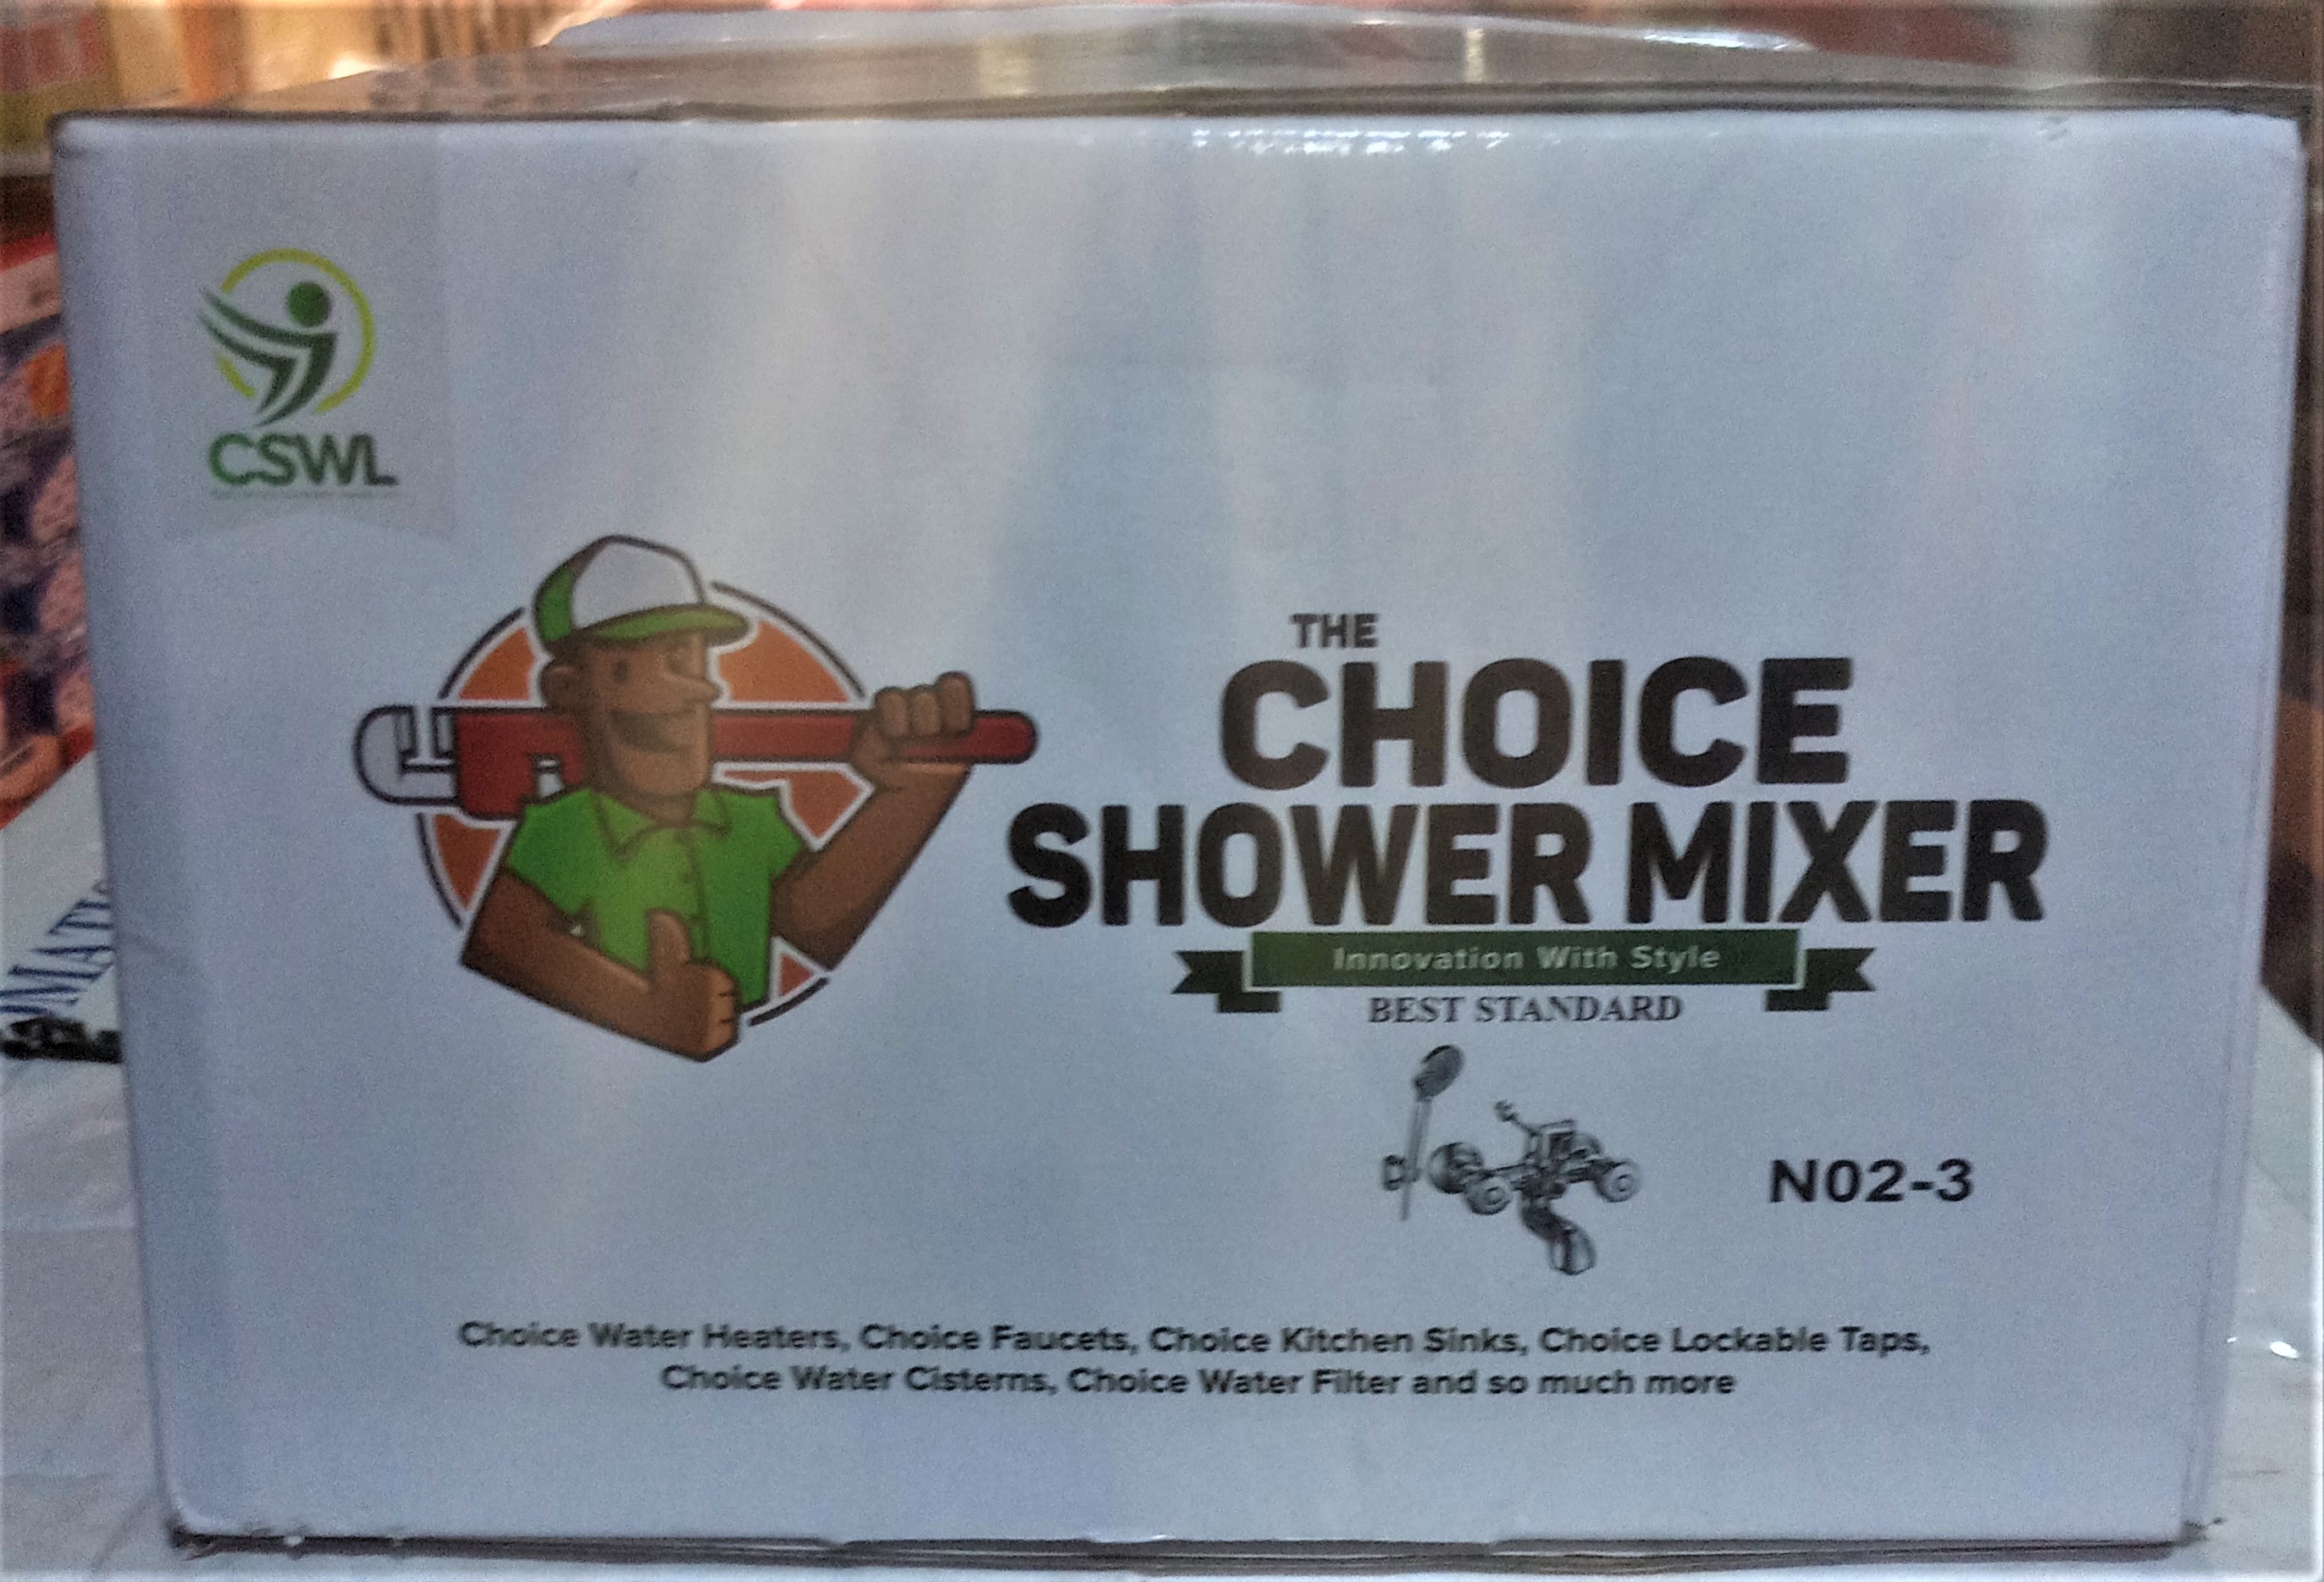 CSWL
THE
CHOICE
SHOWER MIXER
Innovation With Style
BEST STANDARD
N02-3
Choice Water Heaters, Choice Faucets, Choice Kitchen Sinks, Choice Lockable Taps,
Choice Water Cisterns, Choice Water Filter and so much more